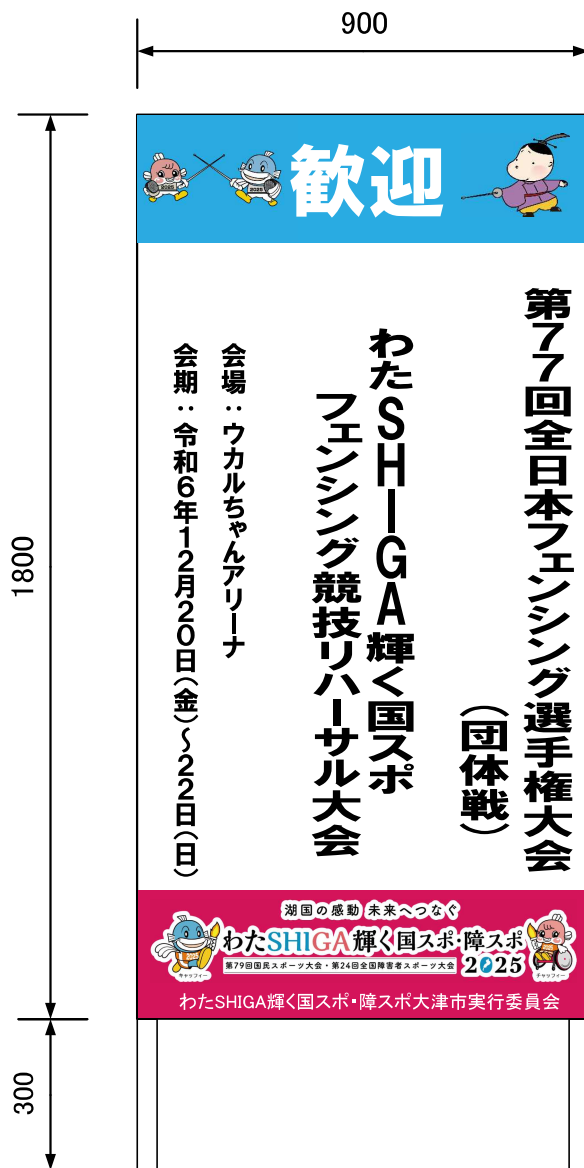 900
1800
300
2025
2025
歓迎
第77回全日本フェンシング選手権大会
（団体戦）
わたSHIGA輝く国スポ
フェンシング競技リハーサル大会
会場：ウカルちゃんアリーナ
会期：令和6年12月20日（金）～22日（日）
湖国の感動 未来へつなぐ
わたSHIGA輝く国スポ・障スポ
第79回国民スポーツ大会・第24回全国障害者スポーツ大会
2025
キャッフィー
チャッフィー
わたSHIGA輝く国スポ・障スポ大津市実行委員会